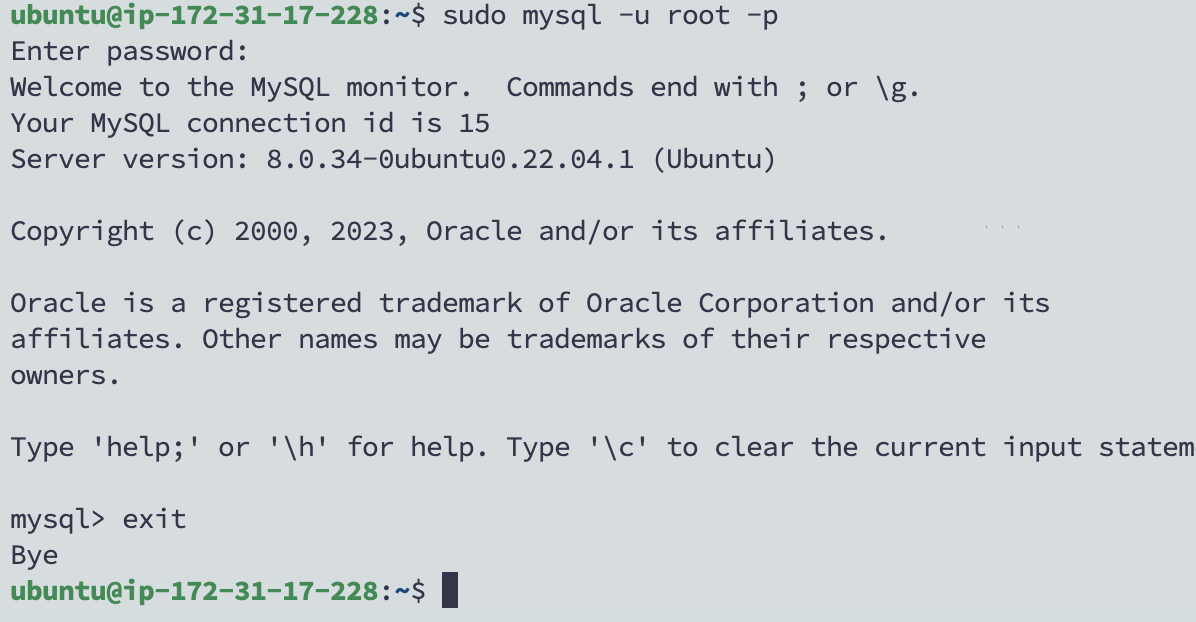 ubuntu@ip-172-31-17-228:~$ sudo mysql -u root -p
Enter password:
Welcome to the MySQL monitor.  Commands end with ; or \g.
Your MySQL connection id is 15
Server version: 8.0.34-0ubuntu0.22.04.1 (Ubuntu)
Copyright (c) 2000, 2023, Oracle and/or its affiliates.
Oracle is a registered trademark of Oracle Corporation and/or its
affiliates. Other names may be trademarks of their respective
owners.
Type 'help;' or '\h' for help. Type '\c' to clear the current input statem
mysql> exit
Bye
ubuntu@ip-172-31-17-228:~$